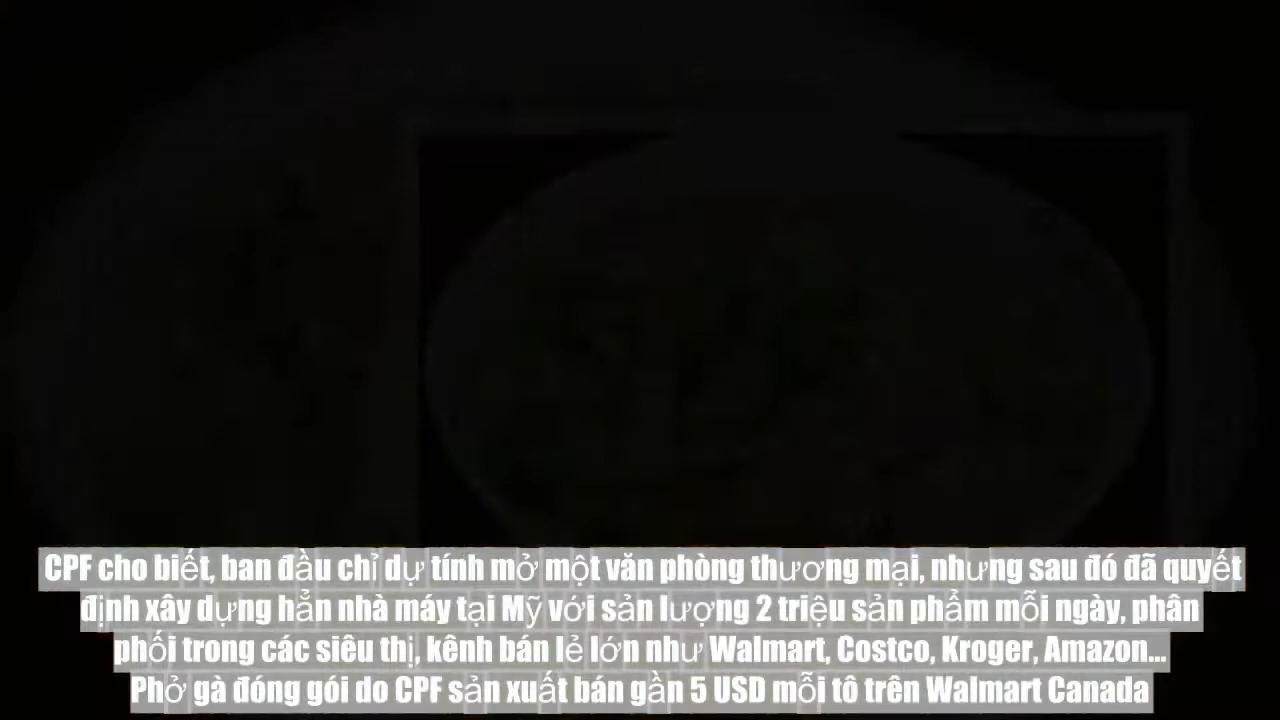 CPF cho biết, ban đầu chỉ dự tính mở một văn phòng thương mại, nhưng sau đó đã quyết
định xây dựng hẳn nhà máy tại Mỹ với sản lượng 2 triệu sản phẩm mỗi ngày, phân
phối trong các siêu thị, kênh bán lẻ lớn như Walmart, Costco, Kroger, Amazon...
Phở gà đóng gói do CPF sản xuất bán gần 5 USD mỗi tô trên Walmart Canada